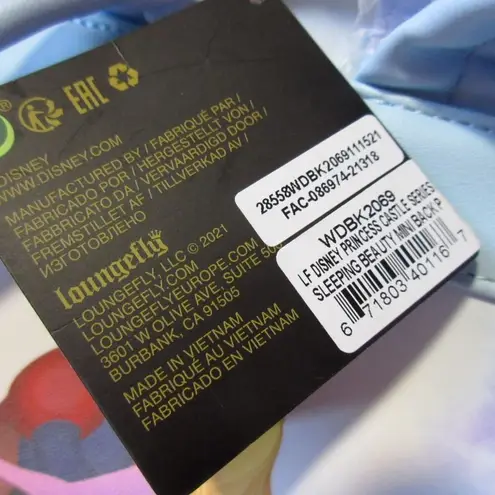 ®
EAC
© DISNEY
WWW.DISNEY.COM
MANUFACTURED BY / FABRIQUÉ PAR /
FABRICADO POR / HERGESTELLT VON /
FABRICATO DA / VERVAARDIGD DOOR /
FREMSTILLET AF / TILLVERKAD AV /
ИЗГОТОВЛЕНО
loungefly
LOUNGEFLY, LLC © 2021
LOUNGEFLY.COM
LOUNGEFLYEUROPE.COM
3601 W OLIVE AVE, SUITE
BURBANK, CA 91505
MADE IN VIETNAM
FABRIQUÉ AU VIETNAM
FABRICADO EN VIETNAM
28558WDBK2069111521
FAC-086974-21318
WDBK2069
LF DISNEY PRINCESS CASTLE SERIES
SLEEPING BEAUTY MINI BACK P
6 71803 40116 7